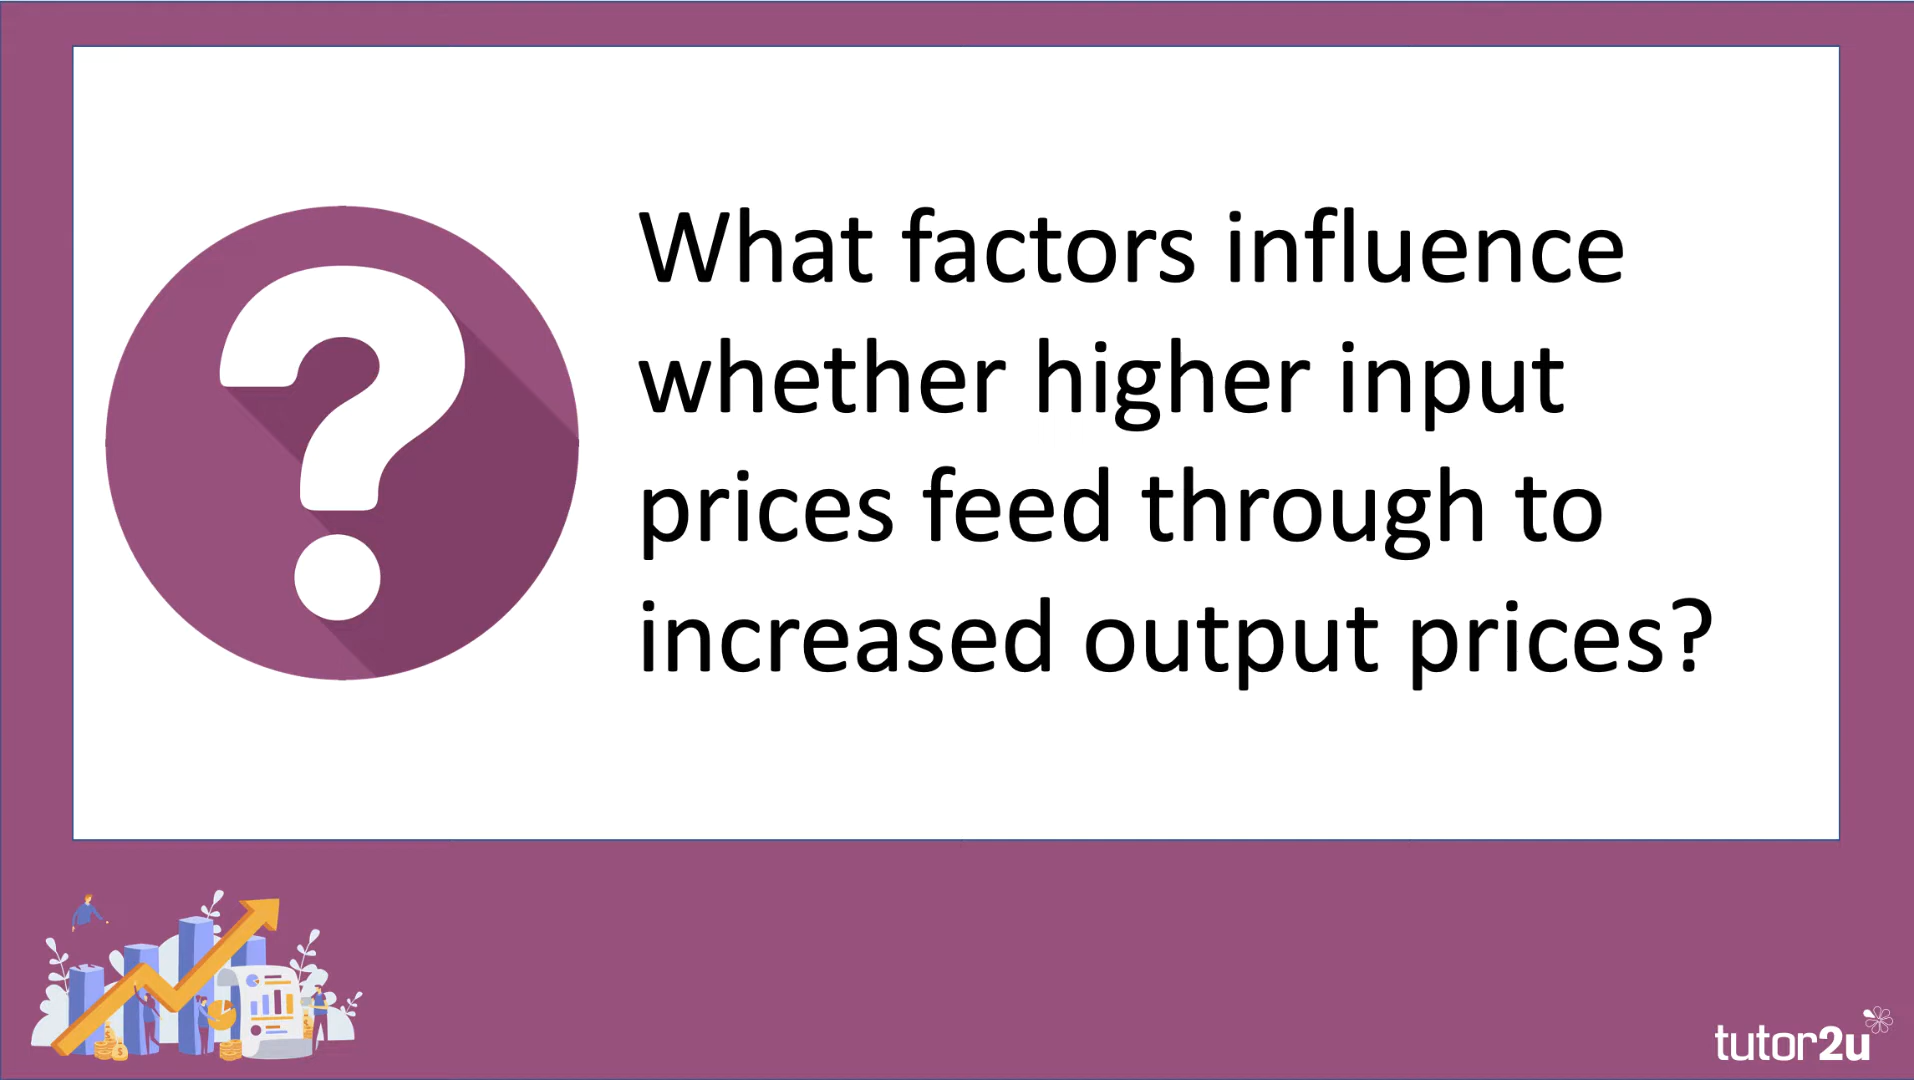 What factors influence
whether higher input
prices feed through to
increased output prices?
tutor2u